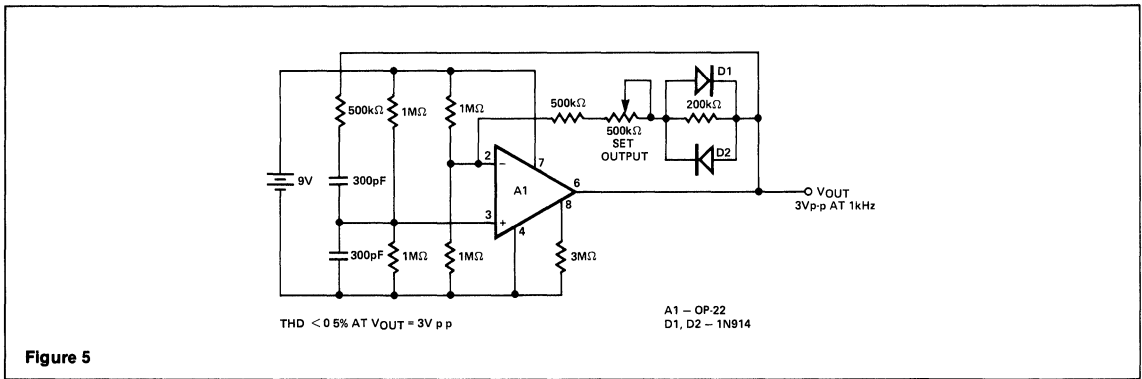 D1
500kΩ
1MΩ
1MΩ
500kΩ
200kΩ
500kΩ
SET
OUTPUT
D2
9V
300pF
2
−
7
A1
6
3
+
8
4
VOUT
3Vp-p AT 1kHz
300pF
1MΩ
1MΩ
3MΩ
THD < 0 5% AT VOUT = 3V p p
A1 – OP-22
D1, D2 – 1N914
Figure 5